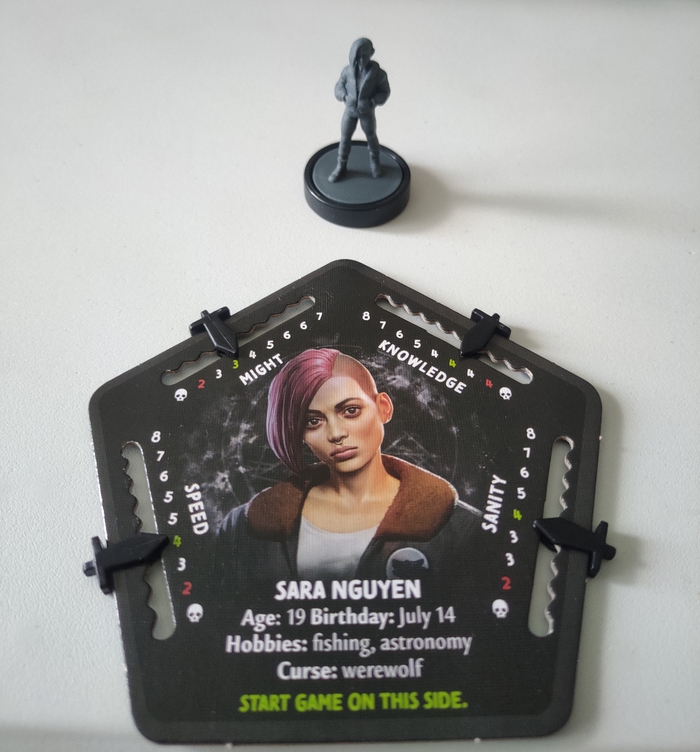 2 3 3 4 5 6 6 7
MIGHT
8 7 6 5 4 4 4 4
KNOWLEDGE
8 7 6 5 5 4 3 2
SPEED
8 7 6 5 4 3 3 2
SANITY
SARA NGUYEN
Age: 19 Birthday: July 14
Hobbies: fishing, astronomy
Curse: werewolf
START GAME ON THIS SIDE.